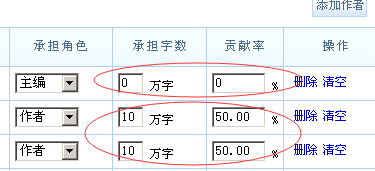 添加作者
承担角色 承担字数 贡献率 操作
主编 0 万字 0 % 删除 清空
作者 10 万字 50.00 % 删除 清空
作者 10 万字 50.00 % 删除 清空